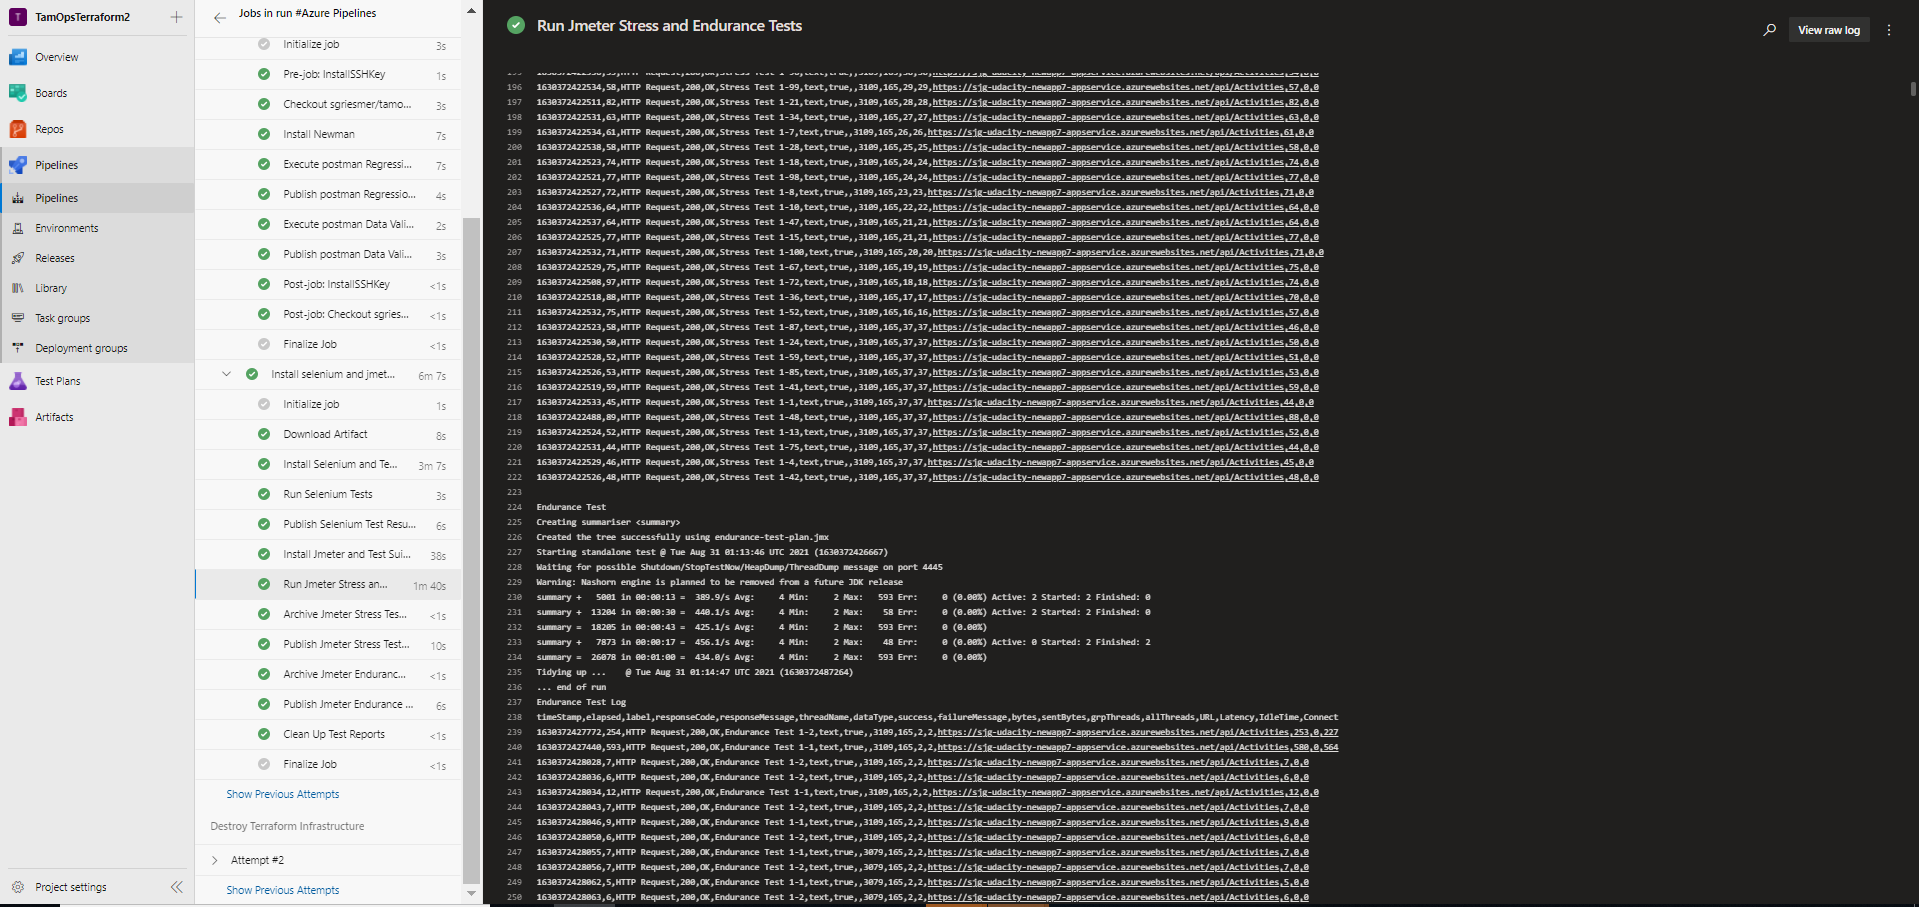 T
TamOpsTerraform2
Overview
Boards
Repos
Pipelines
Pipelines
Environments
Releases
Library
Task groups
Deployment groups
Test Plans
Artifacts
Project settings
Jobs in run #Azure Pipelines
Initialize job 3s
Pre-job: InstallSSHKey 1s
Checkout sgriesmer/tamo... 3s
Install Newman 7s
Execute postman Regressi... 7s
Publish postman Regressio... 4s
Execute postman Data Vali... 2s
Publish postman Data Vali... 3s
Post-job: InstallSSHKey <1s
Post-job: Checkout sgries... <1s
Finalize Job <1s
Install selenium and jmet... 6m 7s
Initialize job 1s
Download Artifact 8s
Install Selenium and Te... 3m 7s
Run Selenium Tests 3s
Publish Selenium Test Resu... 6s
Install Jmeter and Test Sui... 38s
Run Jmeter Stress an... 1m 40s
Archive Jmeter Stress Tes... <1s
Publish Jmeter Stress Test... 10s
Archive Jmeter Enduranc... <1s
Publish Jmeter Endurance ... 6s
Clean Up Test Reports <1s
Finalize Job <1s
Show Previous Attempts
Destroy Terraform Infrastructure
Attempt #2
Show Previous Attempts
Run Jmeter Stress and Endurance Tests
View raw log
196 1630372422534,58,HTTP Request,200,OK,Stress Test 1-99,text,true,,3109,165,29,29,https://sjg-udacity-newapp7-appservice.azurewebsites.net/api/Activities,57,0,0
197 1630372422511,82,HTTP Request,200,OK,Stress Test 1-21,text,true,,3109,165,28,28,https://sjg-udacity-newapp7-appservice.azurewebsites.net/api/Activities,82,0,0
198 1630372422531,63,HTTP Request,200,OK,Stress Test 1-34,text,true,,3109,165,27,27,https://sjg-udacity-newapp7-appservice.azurewebsites.net/api/Activities,63,0,0
199 1630372422534,61,HTTP Request,200,OK,Stress Test 1-7,text,true,,3109,165,26,26,https://sjg-udacity-newapp7-appservice.azurewebsites.net/api/Activities,61,0,0
200 1630372422538,58,HTTP Request,200,OK,Stress Test 1-28,text,true,,3109,165,25,25,https://sjg-udacity-newapp7-appservice.azurewebsites.net/api/Activities,58,0,0
201 1630372422523,74,HTTP Request,200,OK,Stress Test 1-18,text,true,,3109,165,24,24,https://sjg-udacity-newapp7-appservice.azurewebsites.net/api/Activities,74,0,0
202 1630372422521,77,HTTP Request,200,OK,Stress Test 1-98,text,true,,3109,165,24,24,https://sjg-udacity-newapp7-appservice.azurewebsites.net/api/Activities,77,0,0
203 1630372422527,72,HTTP Request,200,OK,Stress Test 1-8,text,true,,3109,165,23,23,https://sjg-udacity-newapp7-appservice.azurewebsites.net/api/Activities,71,0,0
204 1630372422536,64,HTTP Request,200,OK,Stress Test 1-10,text,true,,3109,165,22,22,https://sjg-udacity-newapp7-appservice.azurewebsites.net/api/Activities,64,0,0
205 1630372422537,64,HTTP Request,200,OK,Stress Test 1-47,text,true,,3109,165,21,21,https://sjg-udacity-newapp7-appservice.azurewebsites.net/api/Activities,64,0,0
206 1630372422525,77,HTTP Request,200,OK,Stress Test 1-15,text,true,,3109,165,21,21,https://sjg-udacity-newapp7-appservice.azurewebsites.net/api/Activities,77,0,0
207 1630372422532,71,HTTP Request,200,OK,Stress Test 1-100,text,true,,3109,165,20,20,https://sjg-udacity-newapp7-appservice.azurewebsites.net/api/Activities,71,0,0
208 1630372422529,75,HTTP Request,200,OK,Stress Test 1-67,text,true,,3109,165,19,19,https://sjg-udacity-newapp7-appservice.azurewebsites.net/api/Activities,75,0,0
209 1630372422508,97,HTTP Request,200,OK,Stress Test 1-72,text,true,,3109,165,18,18,https://sjg-udacity-newapp7-appservice.azurewebsites.net/api/Activities,74,0,0
210 1630372422518,88,HTTP Request,200,OK,Stress Test 1-36,text,true,,3109,165,17,17,https://sjg-udacity-newapp7-appservice.azurewebsites.net/api/Activities,70,0,0
211 1630372422532,75,HTTP Request,200,OK,Stress Test 1-52,text,true,,3109,165,16,16,https://sjg-udacity-newapp7-appservice.azurewebsites.net/api/Activities,57,0,0
212 1630372422523,58,HTTP Request,200,OK,Stress Test 1-87,text,true,,3109,165,37,37,https://sjg-udacity-newapp7-appservice.azurewebsites.net/api/Activities,46,0,0
213 1630372422530,50,HTTP Request,200,OK,Stress Test 1-24,text,true,,3109,165,37,37,https://sjg-udacity-newapp7-appservice.azurewebsites.net/api/Activities,50,0,0
214 1630372422528,52,HTTP Request,200,OK,Stress Test 1-59,text,true,,3109,165,37,37,https://sjg-udacity-newapp7-appservice.azurewebsites.net/api/Activities,51,0,0
215 1630372422526,53,HTTP Request,200,OK,Stress Test 1-85,text,true,,3109,165,37,37,https://sjg-udacity-newapp7-appservice.azurewebsites.net/api/Activities,53,0,0
216 1630372422519,59,HTTP Request,200,OK,Stress Test 1-41,text,true,,3109,165,37,37,https://sjg-udacity-newapp7-appservice.azurewebsites.net/api/Activities,59,0,0
217 1630372422533,45,HTTP Request,200,OK,Stress Test 1-1,text,true,,3109,165,37,37,https://sjg-udacity-newapp7-appservice.azurewebsites.net/api/Activities,44,0,0
218 1630372422488,89,HTTP Request,200,OK,Stress Test 1-48,text,true,,3109,165,37,37,https://sjg-udacity-newapp7-appservice.azurewebsites.net/api/Activities,88,0,0
219 1630372422524,52,HTTP Request,200,OK,Stress Test 1-13,text,true,,3109,165,37,37,https://sjg-udacity-newapp7-appservice.azurewebsites.net/api/Activities,52,0,0
220 1630372422531,44,HTTP Request,200,OK,Stress Test 1-75,text,true,,3109,165,37,37,https://sjg-udacity-newapp7-appservice.azurewebsites.net/api/Activities,44,0,0
221 1630372422529,46,HTTP Request,200,OK,Stress Test 1-4,text,true,,3109,165,37,37,https://sjg-udacity-newapp7-appservice.azurewebsites.net/api/Activities,45,0,0
222 1630372422526,48,HTTP Request,200,OK,Stress Test 1-42,text,true,,3109,165,37,37,https://sjg-udacity-newapp7-appservice.azurewebsites.net/api/Activities,48,0,0
223
224 Endurance Test
225 Creating summariser <summary>
226 Created the tree successfully using endurance-test-plan.jmx
227 Starting standalone test @ Tue Aug 31 01:13:46 UTC 2021 (1630372426667)
228 Waiting for possible Shutdown/StopTestNow/HeapDump/ThreadDump message on port 4445
229 Warning: Nashorn engine is planned to be removed from a future JDK release
230 summary + 5001 in 00:00:13 = 389.9/s Avg: 4 Min: 2 Max: 593 Err: 0 (0.00%) Active: 2 Started: 2 Finished: 0
231 summary + 13204 in 00:00:30 = 440.1/s Avg: 4 Min: 2 Max: 58 Err: 0 (0.00%) Active: 2 Started: 2 Finished: 0
232 summary = 18205 in 00:00:43 = 425.1/s Avg: 4 Min: 2 Max: 593 Err: 0 (0.00%)
233 summary + 7873 in 00:00:17 = 456.1/s Avg: 4 Min: 2 Max: 48 Err: 0 (0.00%) Active: 0 Started: 2 Finished: 2
234 summary = 26078 in 00:01:00 = 434.0/s Avg: 4 Min: 2 Max: 593 Err: 0 (0.00%)
235 Tidying up ... @ Tue Aug 31 01:14:47 UTC 2021 (1630372487264)
236 ... end of run
237 Endurance Test Log
238 timeStamp,elapsed,label,responseCode,responseMessage,threadName,dataType,success,failureMessage,bytes,sentBytes,grpThreads,allThreads,URL,Latency,IdleTime,Connect
239 1630372427772,254,HTTP Request,200,OK,Endurance Test 1-2,text,true,,3109,165,2,2,https://sjg-udacity-newapp7-appservice.azurewebsites.net/api/Activities,253,0,227
240 1630372427440,593,HTTP Request,200,OK,Endurance Test 1-1,text,true,,3109,165,2,2,https://sjg-udacity-newapp7-appservice.azurewebsites.net/api/Activities,580,0,564
241 1630372428028,7,HTTP Request,200,OK,Endurance Test 1-2,text,true,,3109,165,2,2,https://sjg-udacity-newapp7-appservice.azurewebsites.net/api/Activities,7,0,0
242 1630372428036,6,HTTP Request,200,OK,Endurance Test 1-2,text,true,,3109,165,2,2,https://sjg-udacity-newapp7-appservice.azurewebsites.net/api/Activities,6,0,0
243 1630372428034,12,HTTP Request,200,OK,Endurance Test 1-1,text,true,,3109,165,2,2,https://sjg-udacity-newapp7-appservice.azurewebsites.net/api/Activities,12,0,0
244 1630372428043,7,HTTP Request,200,OK,Endurance Test 1-2,text,true,,3109,165,2,2,https://sjg-udacity-newapp7-appservice.azurewebsites.net/api/Activities,7,0,0
245 1630372428046,9,HTTP Request,200,OK,Endurance Test 1-1,text,true,,3109,165,2,2,https://sjg-udacity-newapp7-appservice.azurewebsites.net/api/Activities,9,0,0
246 1630372428050,6,HTTP Request,200,OK,Endurance Test 1-2,text,true,,3109,165,2,2,https://sjg-udacity-newapp7-appservice.azurewebsites.net/api/Activities,6,0,0
247 1630372428055,7,HTTP Request,200,OK,Endurance Test 1-1,text,true,,3079,165,2,2,https://sjg-udacity-newapp7-appservice.azurewebsites.net/api/Activities,7,0,0
248 1630372428056,7,HTTP Request,200,OK,Endurance Test 1-2,text,true,,3079,165,2,2,https://sjg-udacity-newapp7-appservice.azurewebsites.net/api/Activities,7,0,0
249 1630372428062,5,HTTP Request,200,OK,Endurance Test 1-1,text,true,,3079,165,2,2,https://sjg-udacity-newapp7-appservice.azurewebsites.net/api/Activities,5,0,0
250 1630372428063,6,HTTP Request,200,OK,Endurance Test 1-2,text,true,,3079,165,2,2,https://sjg-udacity-newapp7-appservice.azurewebsites.net/api/Activities,6,0,0